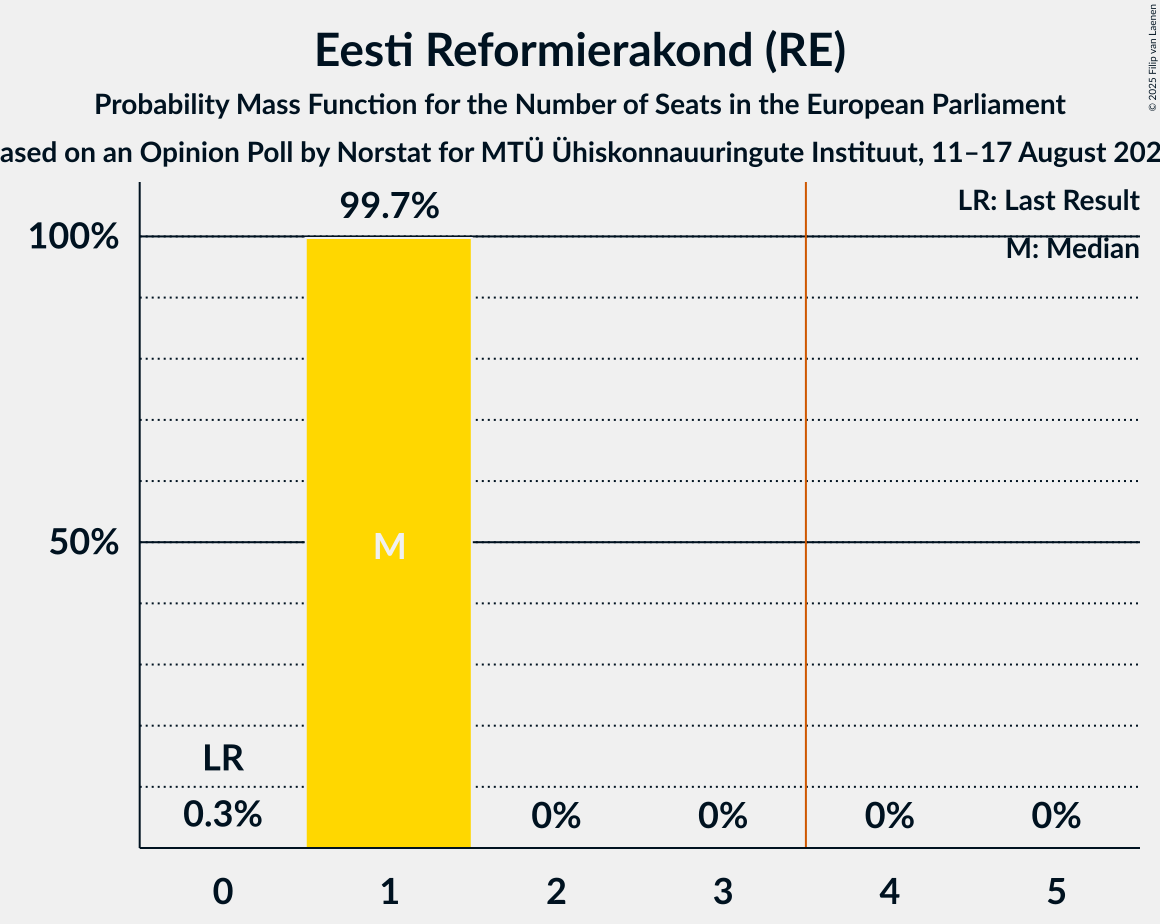 Eesti Reformierakond (RE)
Probability Mass Function for the Number of Seats in the European Parliament
ased on an Opinion Poll by Norstat for MTÜ Ühiskonnauuringute Instituut, 11–17 August 202
© 2025 Filip van Laenen
LR: Last Result
M: Median
99.7%
100%
50%
M
LR
0.3%
0%
0%
0%
0%
0
1
2
3
4
5